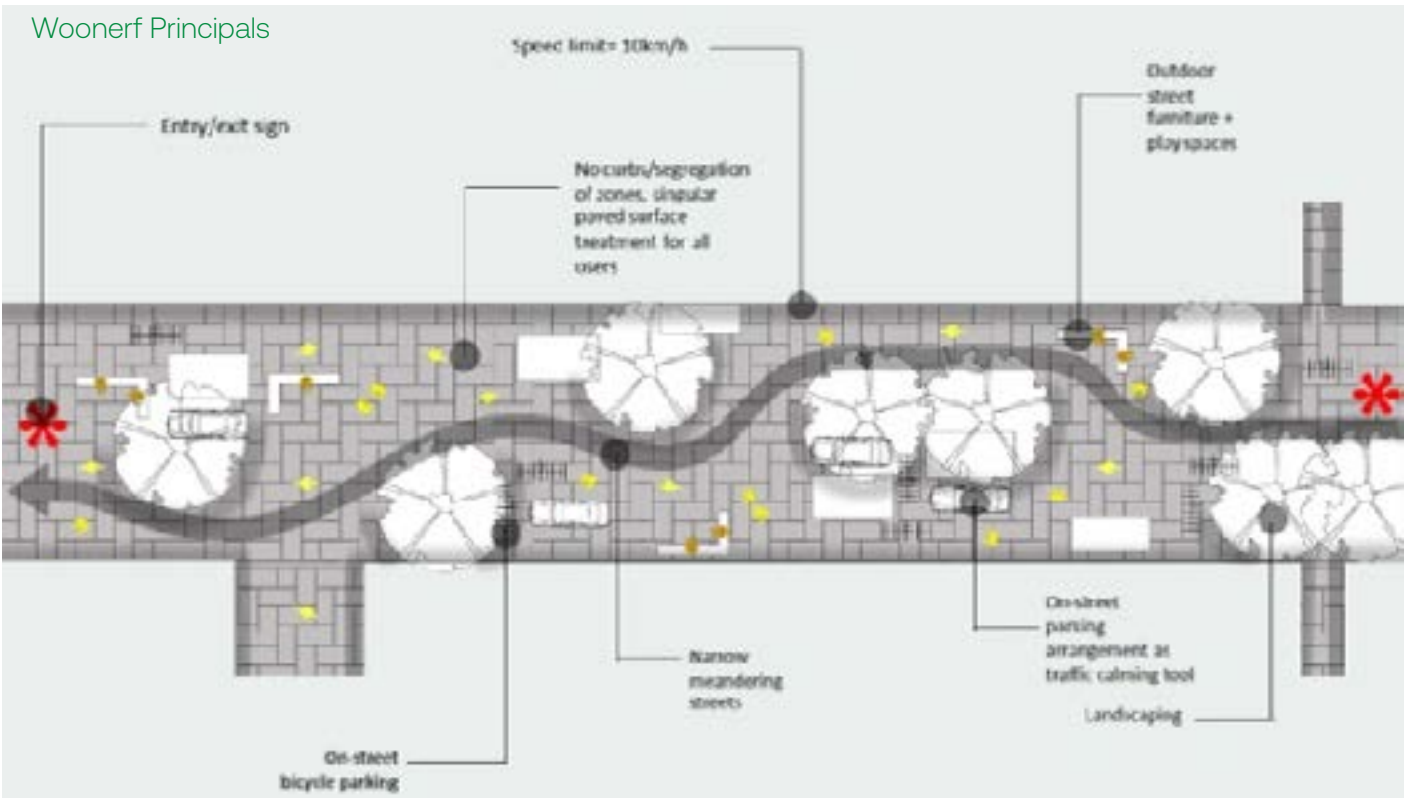 Woonerf Principals
Speed limit= 10km/h
Entry/exit sign
Outdoor
street
furniture +
playspaces
No curbs/segregation
of zones, singular
paved surface
treatment for all
users
On-street
parking
arrangement as
traffic calming tool
Narrow
meandering
streets
Landscaping
On-street
bicycle parking